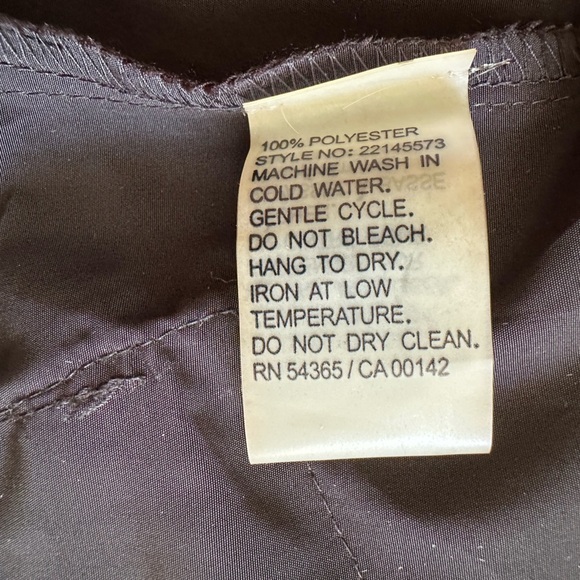 100% POLYESTER
STYLE NO: 22145573
MACHINE WASH IN
COLD WATER.
GENTLE CYCLE.
DO NOT BLEACH.
HANG TO DRY.
IRON AT LOW
TEMPERATURE.
DO NOT DRY CLEAN.
RN 54365 / CA 00142